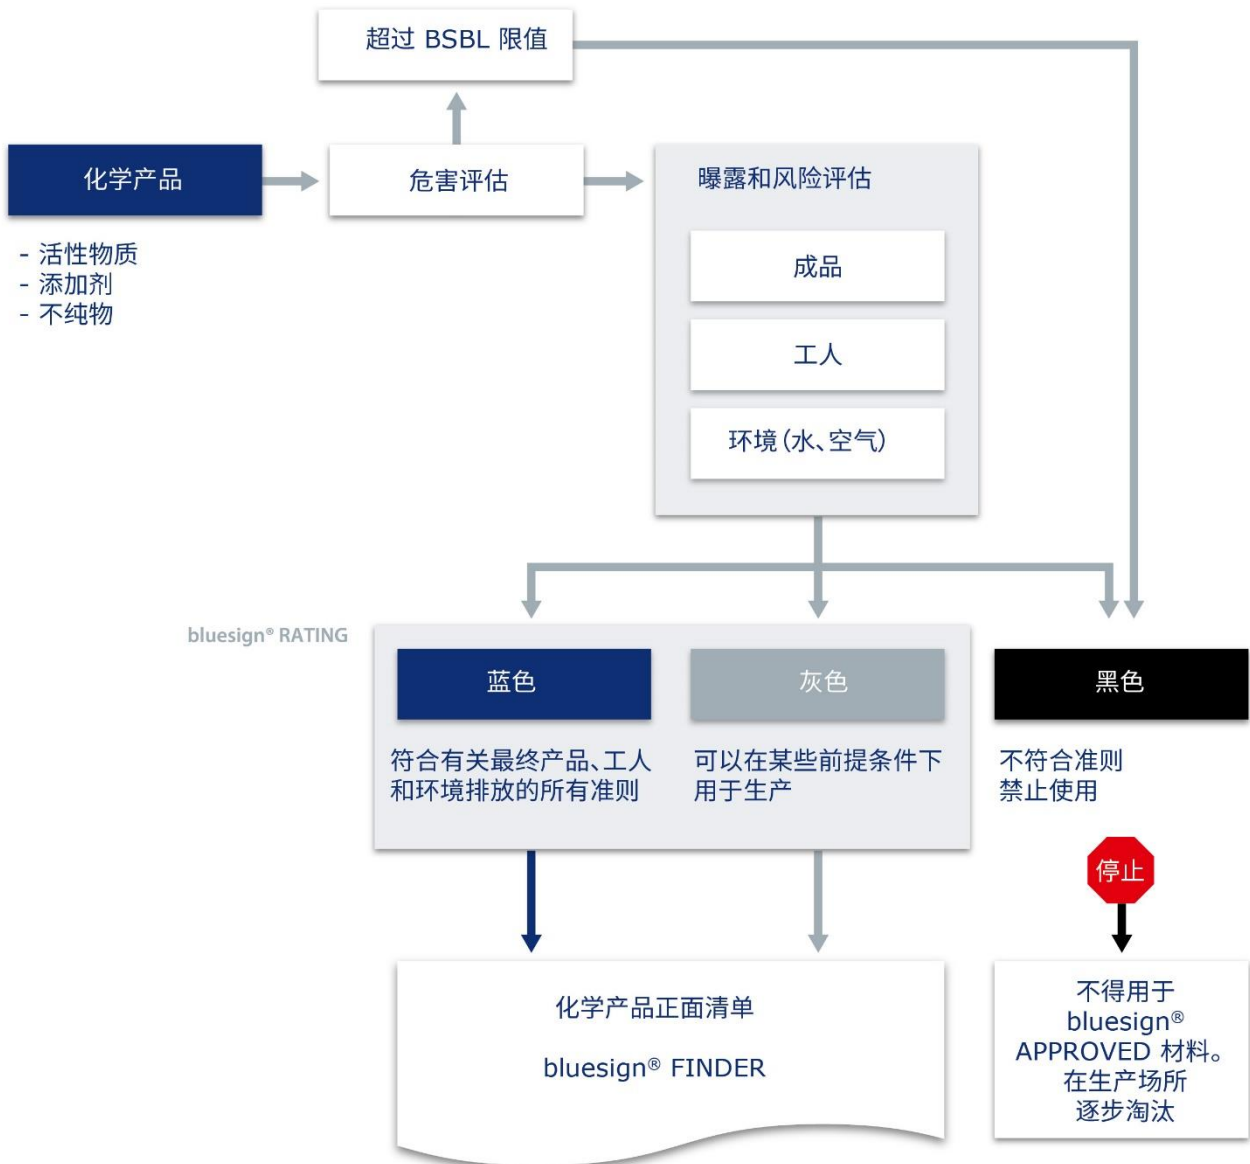 超过 BSBL 限值
化学产品
危害评估
曝露和风险评估
- 活性物质
- 添加剂
- 不纯物
成品
工人
环境（水、空气）
bluesign® RATING
蓝色
灰色
黑色
符合有关最终产品、工人
和环境排放的所有准则
可以在某些前提条件下
用于生产
不符合准则
禁止使用
停止
化学产品正面清单
bluesign® FINDER
不得用于
bluesign®
APPROVED 材料。
在生产场所
逐步淘汰